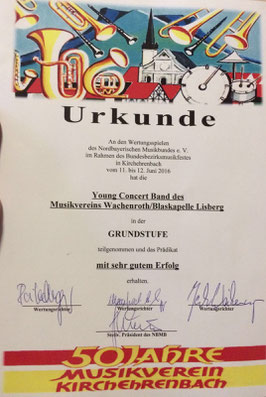 Urkunde
An den Wertungsspielen
des Nordbayerischen Musikbundes e. V.
im Rahmen des Bundesbezirksmusikfestes
in Kirchehrenbach
vom 11. bis 12. Juni 2016
hat die
Young Concert Band des
Musikvereins Wachenroth/Blaskapelle Lisberg
in der
GRUNDSTUFE
teilgenommen und das Prädikat
mit sehr gutem Erfolg
erhalten.
Wertungsrichter Wertungsrichter Wertungsrichter
Stellv. Präsident des NBMB
50 JAHRE
MUSIKVEREIN
KIRCHEHRENBACH